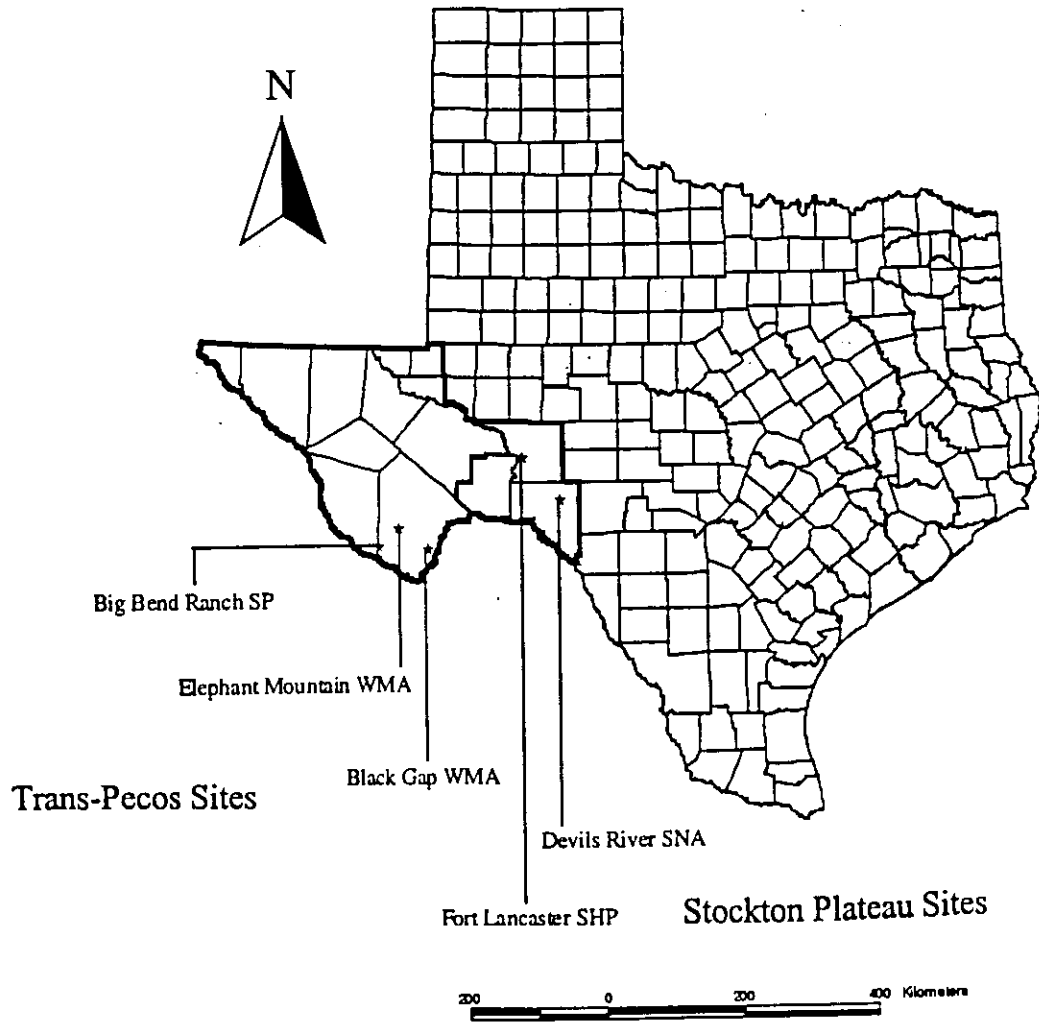 N
Big Bend Ranch SP
Elephant Mountain WMA
Black Gap WMA
Trans-Pecos Sites
Devils River SNA
Fort Lancaster SHP
Stockton Plateau Sites
200 0 200 400 Kilometers